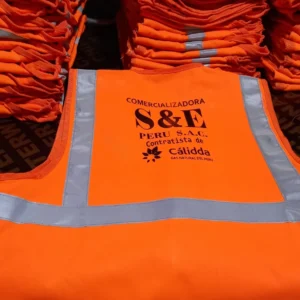 COMERCIALIZADORA
S&E
PERU S.A.C.
Contratista de
Cálidda